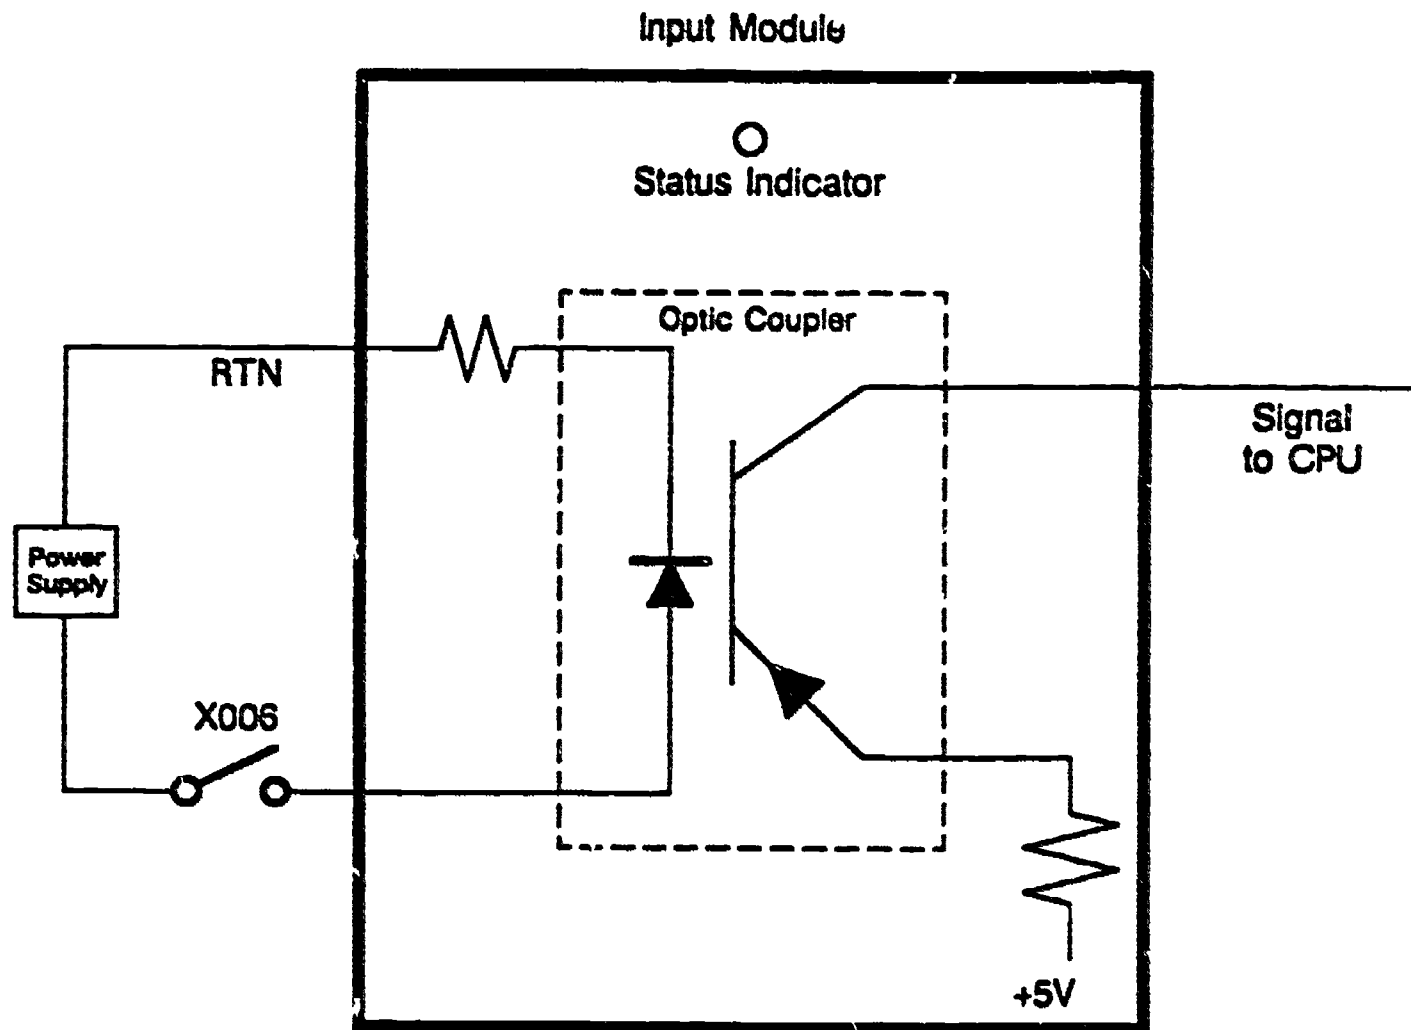 Input Module
Status Indicator
Optic Coupler
RTN
Signal
to CPU
Power
Supply
X006
+5V